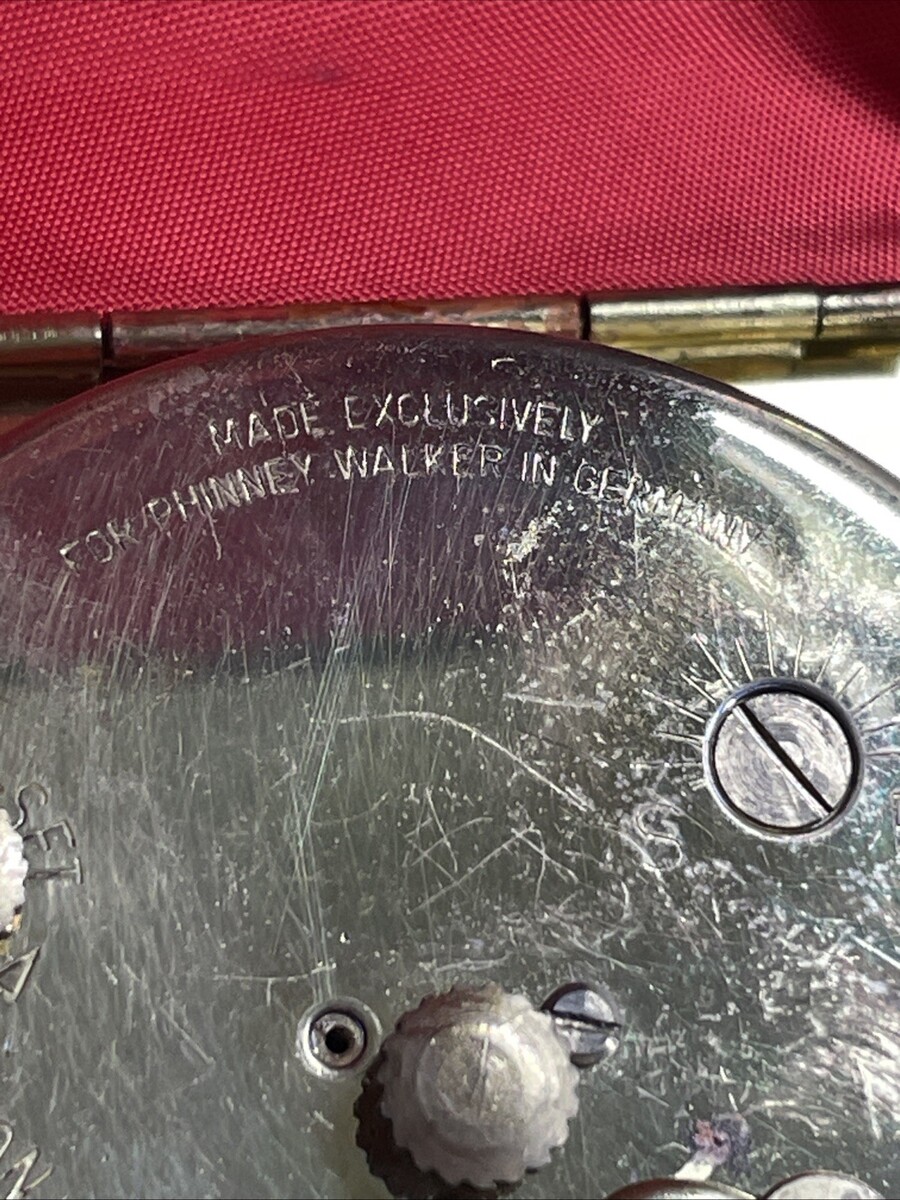 MADE EXCLUSIVELY
FOR PHINNEY WALKER IN GERMANY
S
SET